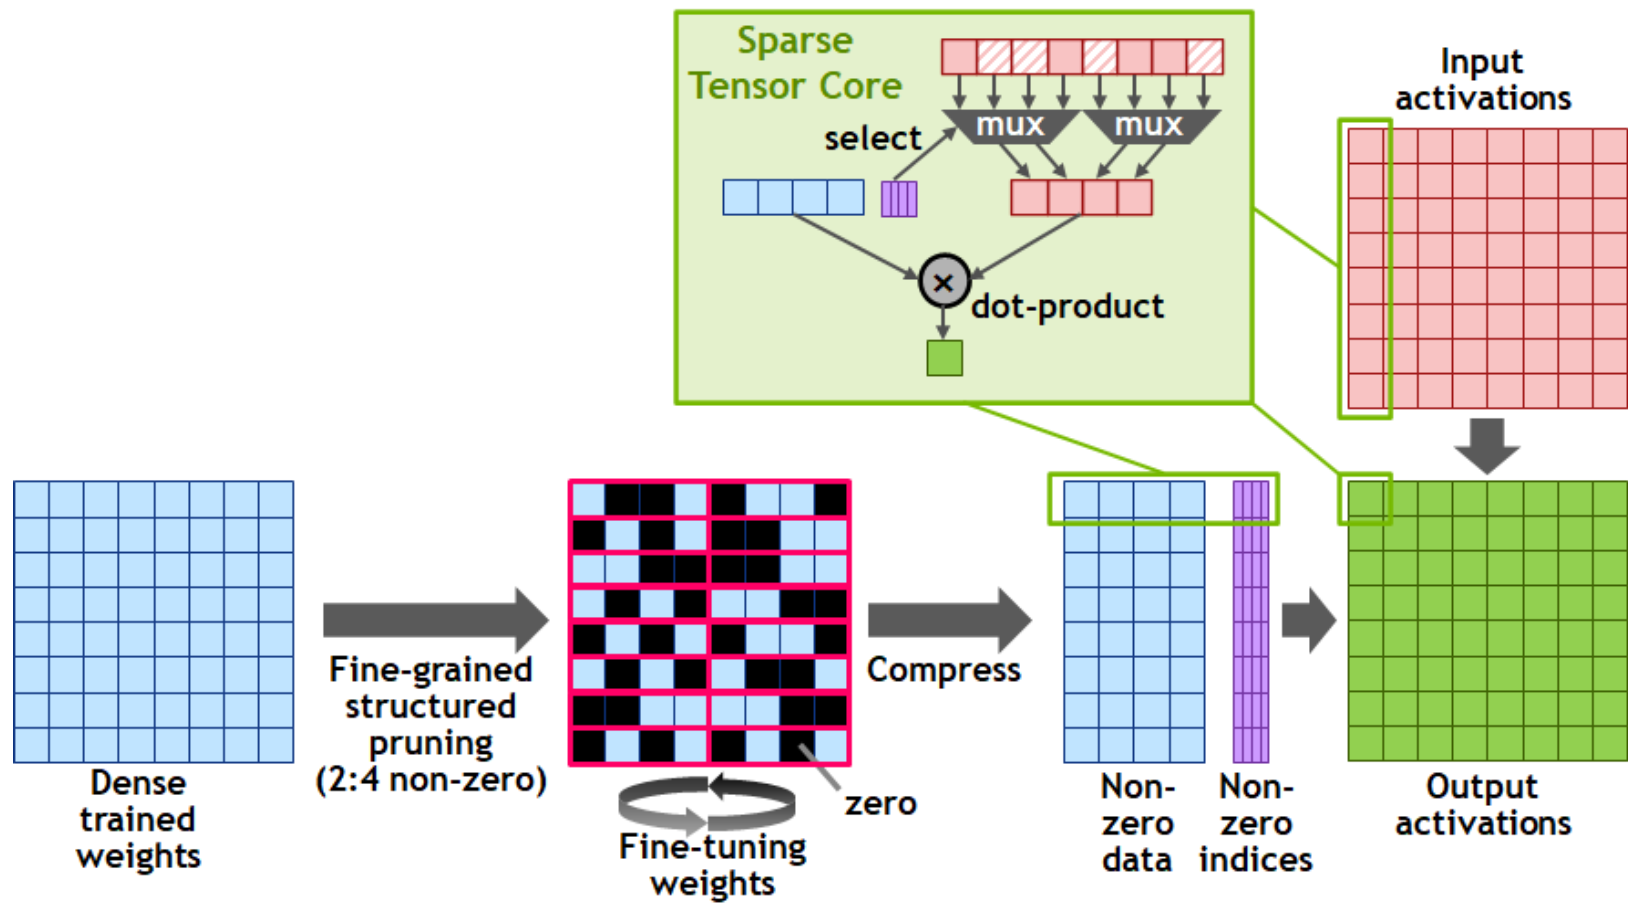 Sparse
Tensor Core
mux
mux
select
×
dot-product
Input
activations
Dense
trained
weights
Fine-grained
structured
pruning
(2:4 non-zero)
zero
Fine-tuning
weights
Compress
Non-
zero
data
Non-
zero
indices
Output
activations